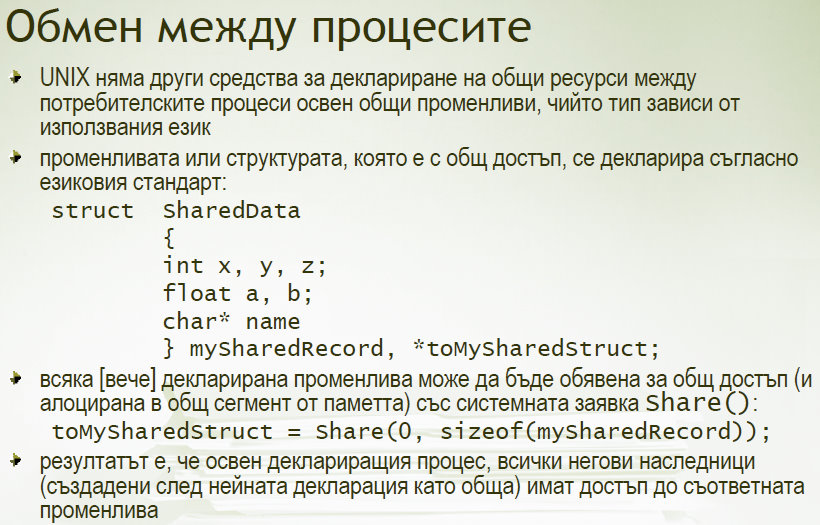 Обмен между процесите
UNIX няма други средства за деклариране на общи ресурси между
потребителските процеси освен общи променливи, чийто тип зависи от
използвания език
променливата или структурата, която е с общ достъп, се декларира съгласно
езиковия стандарт:
struct SharedData
{
int x, y, z;
float a, b;
char* name
} mySharedRecord, *toMySharedStruct;
всяка [вече] декларирана променлива може да бъде обявена за общ достъп (и
алоцирана в общ сегмент от паметта) със системната заявка Share():
toMySharedStruct = Share(0, sizeof(mySharedRecord));
резултатът е, че освен деклариращия процес, всички негови наследници
(създадени след нейната декларация като обща) имат достъп до съответната
променлива